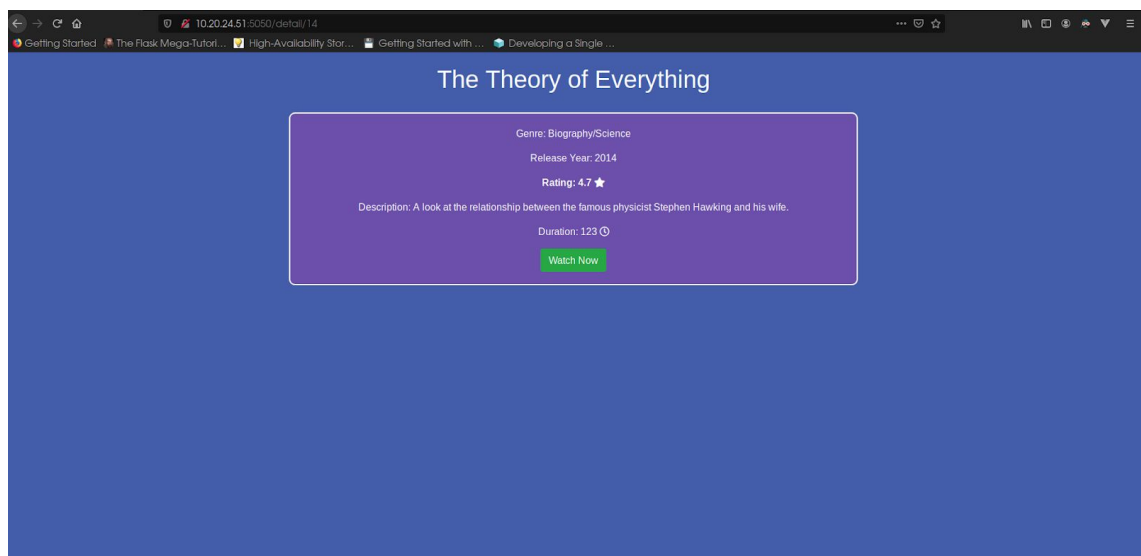 10.20.24.51:5050/detail/14
Getting Started The Flask Mega-Tutori... High-Availability Stor... Getting Started with ... Developing a Single ...
The Theory of Everything
Genre: Biography/Science
Release Year: 2014
Rating: 4.7
Description: A look at the relationship between the famous physicist Stephen Hawking and his wife.
Duration: 123
Watch Now